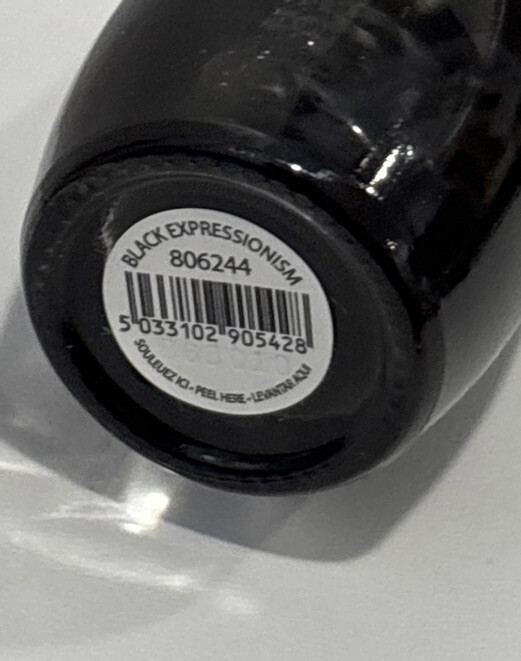 BLACK EXPRESSIONISM
806244
5 033102 905428
SOULEVEZ ICI - PEEL HERE - LEVANTAR AQUI